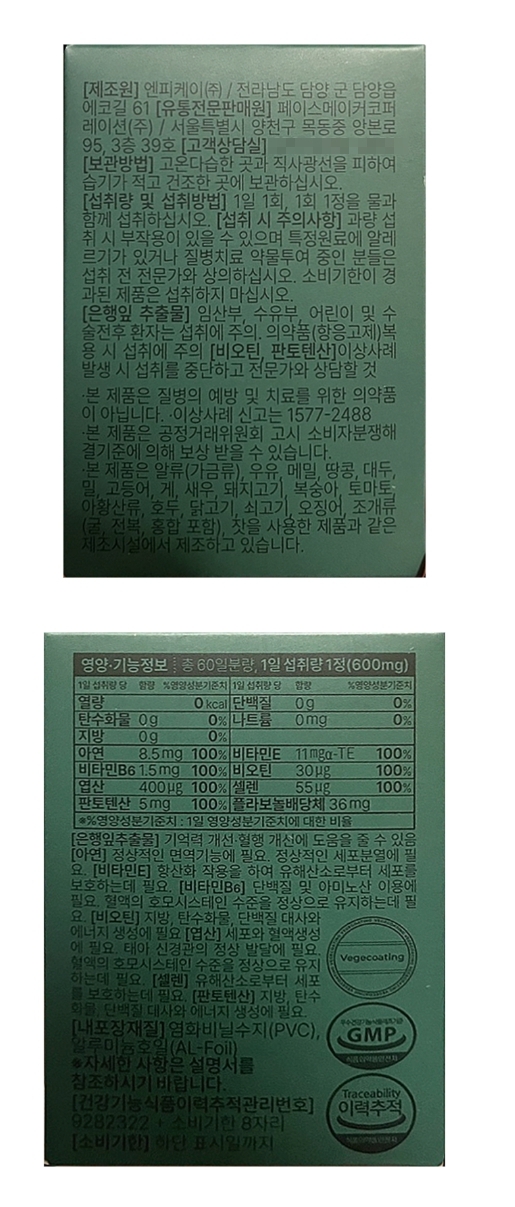 [제조원] 엔피케이(주) / 전라남도 담양 군 담양읍
에코길 61 [유통전문판매원] 페이스메이커코퍼
레이션(주) / 서울특별시 양천구 목동중 앙본로
95, 3층 39호 [고객상담실]
[보관방법] 고온다습한 곳과 직사광선을 피하여
습기가 적고 건조한 곳에 보관하십시오.
[섭취량 및 섭취방법] 1일 1회, 1회 1정을 물과
함께 섭취하십시오. [섭취 시 주의사항] 과량 섭
취 시 부작용이 있을 수 있으며 특정원료에 알레
르기가 있거나 질병치료 약물투여 중인 분들은
섭취 전 전문가와 상의하십시오. 소비기한이 경
과된 제품은 섭취하지 마십시오.
[은행잎 추출물] 임산부, 수유부, 어린이 및 수
술전후 환자는 섭취에 주의. 의약품(항응고제)복
용 시 섭취에 주의 [비오틴, 판토텐산]이상사례
발생 시 섭취를 중단하고 전문가와 상담할 것
·본 제품은 질병의 예방 및 치료를 위한 의약품
이 아닙니다. ·이상사례 신고는 1577-2488
·본 제품은 공정거래위원회 고시 소비자분쟁해
결기준에 의해 보상 받을 수 있습니다.
·본 제품은 알류(가금류), 우유, 메밀, 땅콩, 대두,
밀, 고등어, 게, 새우, 돼지고기, 복숭아, 토마토,
아황산류, 호두, 닭고기, 쇠고기, 오징어, 조개류
(굴, 전복, 홍합 포함), 잣을 사용한 제품과 같은
제조시설에서 제조하고 있습니다.
영양·기능정보 총 60일분량, 1일 섭취량 1정(600mg)
1일 섭취량 당 함량 %영양성분기준치 1일 섭취량 당 함량 %영양성분기준치
열량 0 kcal 단백질 0g 0%
탄수화물 0g 0% 나트륨 0mg 0%
지방 0g 0%
아연 8.5mg 100% 비타민E 11mgα-TE 100%
비타민B6 1.5mg 100% 비오틴 30μg 100%
엽산 400μg 100% 셀렌 55μg 100%
판토텐산 5mg 100% 플라보놀배당체 36mg
※%영양성분기준치 : 1일 영양성분기준치에 대한 비율
[은행잎추출물] 기억력 개선·혈행 개선에 도움을 줄 수 있음
[아연] 정상적인 면역기능에 필요. 정상적인 세포분열에 필
요. [비타민E] 항산화 작용을 하여 유해산소로부터 세포를
보호하는데 필요. [비타민B6] 단백질 및 아미노산 이용에
필요. 혈액의 호모시스테인 수준을 정상으로 유지하는데 필
요. [비오틴] 지방, 탄수화물, 단백질 대사와
에너지 생성에 필요 [엽산] 세포와 혈액생성
에 필요. 태아 신경관의 정상 발달에 필요.
혈액의 호모시스테인 수준을 정상으로 유지
하는데 필요. [셀렌] 유해산소로부터 세포
를 보호하는데 필요. [판토텐산] 지방, 탄수
화물, 단백질 대사와 에너지 생성에 필요.
Vegecoating
[내포장재질] 염화비닐수지(PVC),
알루미늄호일(AL-Foil)
※자세한 사항은 설명서를
참조하시기 바랍니다.
[건강기능식품이력추적관리번호]
9282322 + 소비기한 8자리
[소비기한] 하단 표시일까지
우수건강기능식품제조기준
GMP
식품의약품안전처
Traceability
이력추적
식품의약품안전처